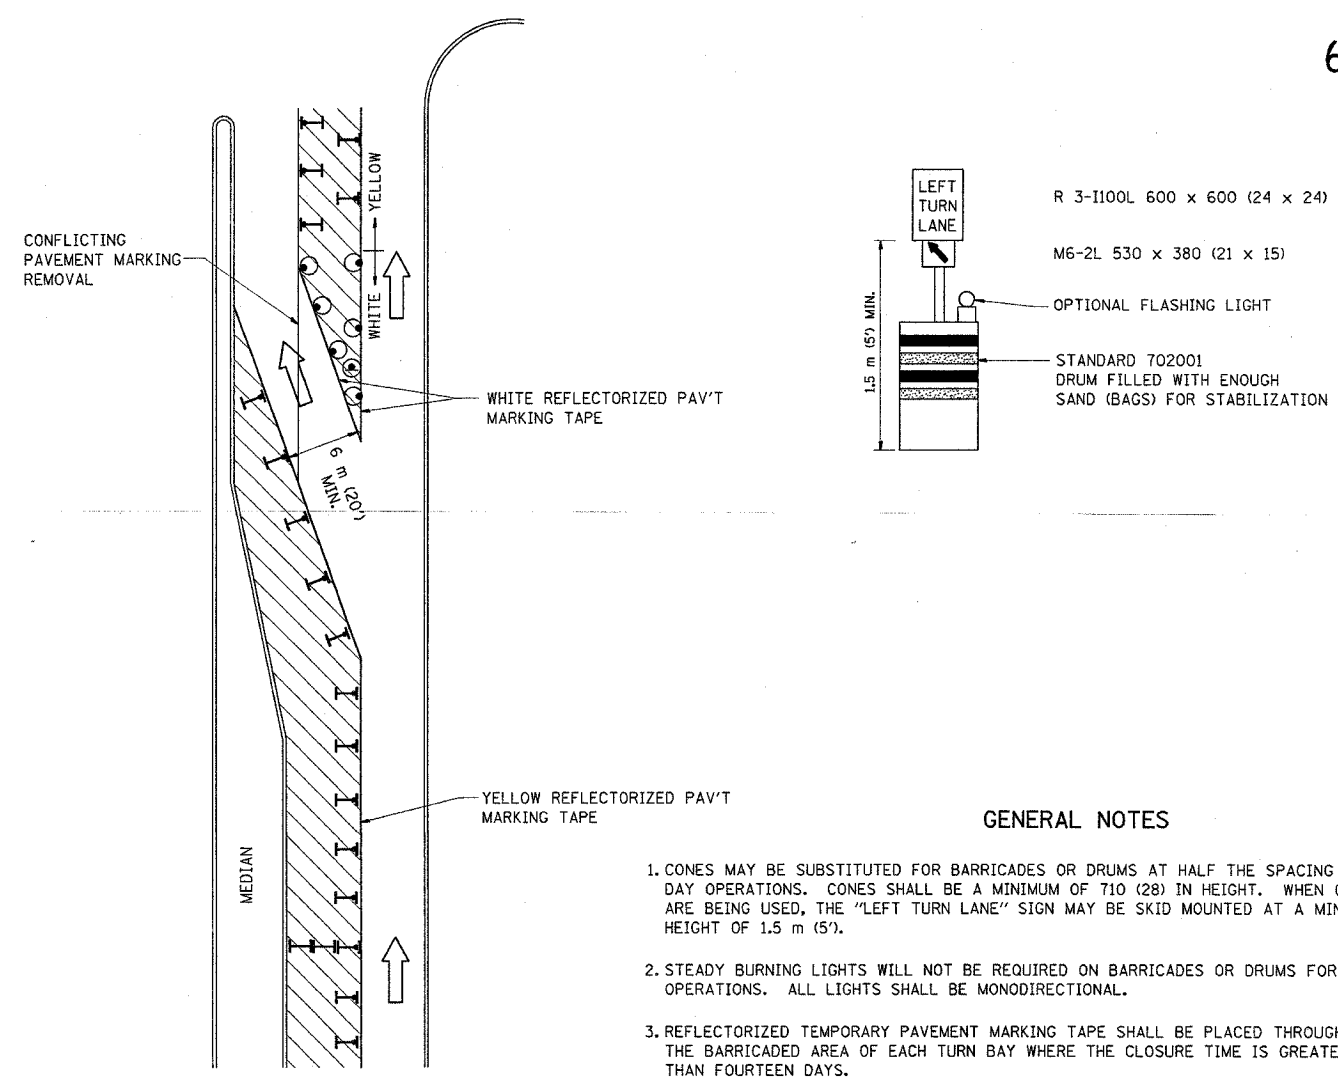 6
LEFT
TURN
LANE
R 3-I100L 600 x 600 (24 x 24)
M6-2L 530 x 380 (21 x 15)
OPTIONAL FLASHING LIGHT
1.5 m (5') MIN.
STANDARD 702001
DRUM FILLED WITH ENOUGH
SAND (BAGS) FOR STABILIZATION
YELLOW
WHITE
CONFLICTING
PAVEMENT MARKING
REMOVAL
WHITE REFLECTORIZED PAV'T
MARKING TAPE
6 m (20')
MIN.
YELLOW REFLECTORIZED PAV'T
MARKING TAPE
MEDIAN
GENERAL NOTES
1. CONES MAY BE SUBSTITUTED FOR BARRICADES OR DRUMS AT HALF THE SPACING
DAY OPERATIONS. CONES SHALL BE A MINIMUM OF 710 (28) IN HEIGHT. WHEN
ARE BEING USED, THE "LEFT TURN LANE" SIGN MAY BE SKID MOUNTED AT A
HEIGHT OF 1.5 m (5').
2. STEADY BURNING LIGHTS WILL NOT BE REQUIRED ON BARRICADES OR DRUMS FOR
OPERATIONS. ALL LIGHTS SHALL BE MONODIRECTIONAL.
3. REFLECTORIZED TEMPORARY PAVEMENT MARKING TAPE SHALL BE PLACED
THE BARRICADED AREA OF EACH TURN BAY WHERE THE CLOSURE TIME IS
THAN FOURTEEN DAYS.